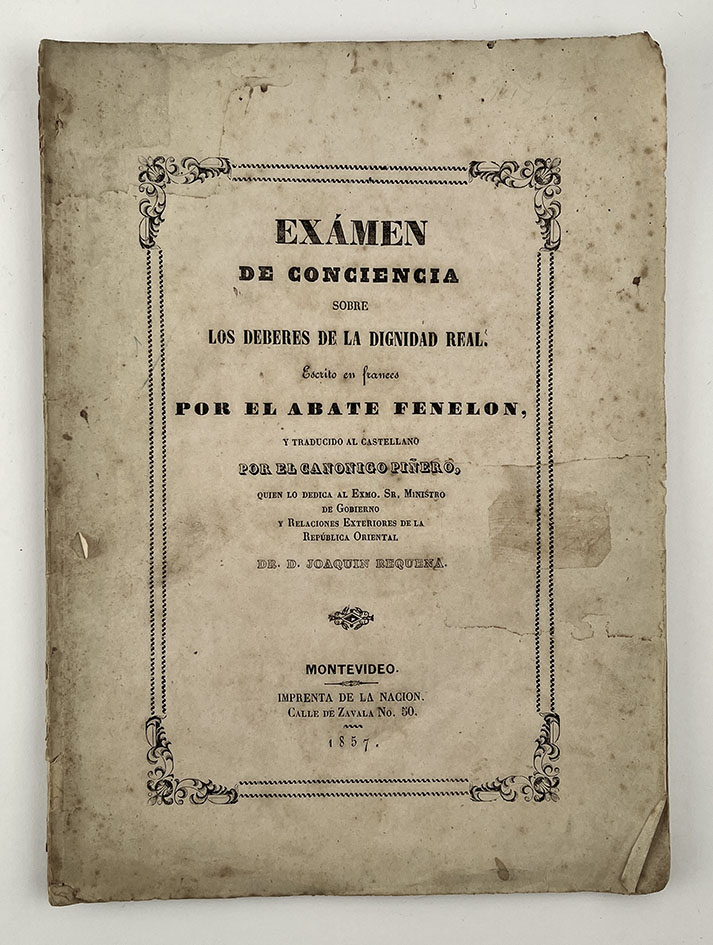 EXÁMEN
DE CONCIENCIA
SOBRE
LOS DEBERES DE LA DIGNIDAD REAL.
Escrito en frances
POR EL ABATE FENELON,
Y TRADUCIDO AL CASTELLANO
POR EL CANONIGO PIÑERO,
QUIEN LO DEDICA AL EXMO. SR. MINISTRO
DE GOBIERNO
Y RELACIONES EXTERIORES DE LA
REPÚBLICA ORIENTAL
DR. D. JOAQUIN REQUENA.
MONTEVIDEO.
IMPRENTA DE LA NACION.
CALLE DE ZAVALA NO. 50.
1857.